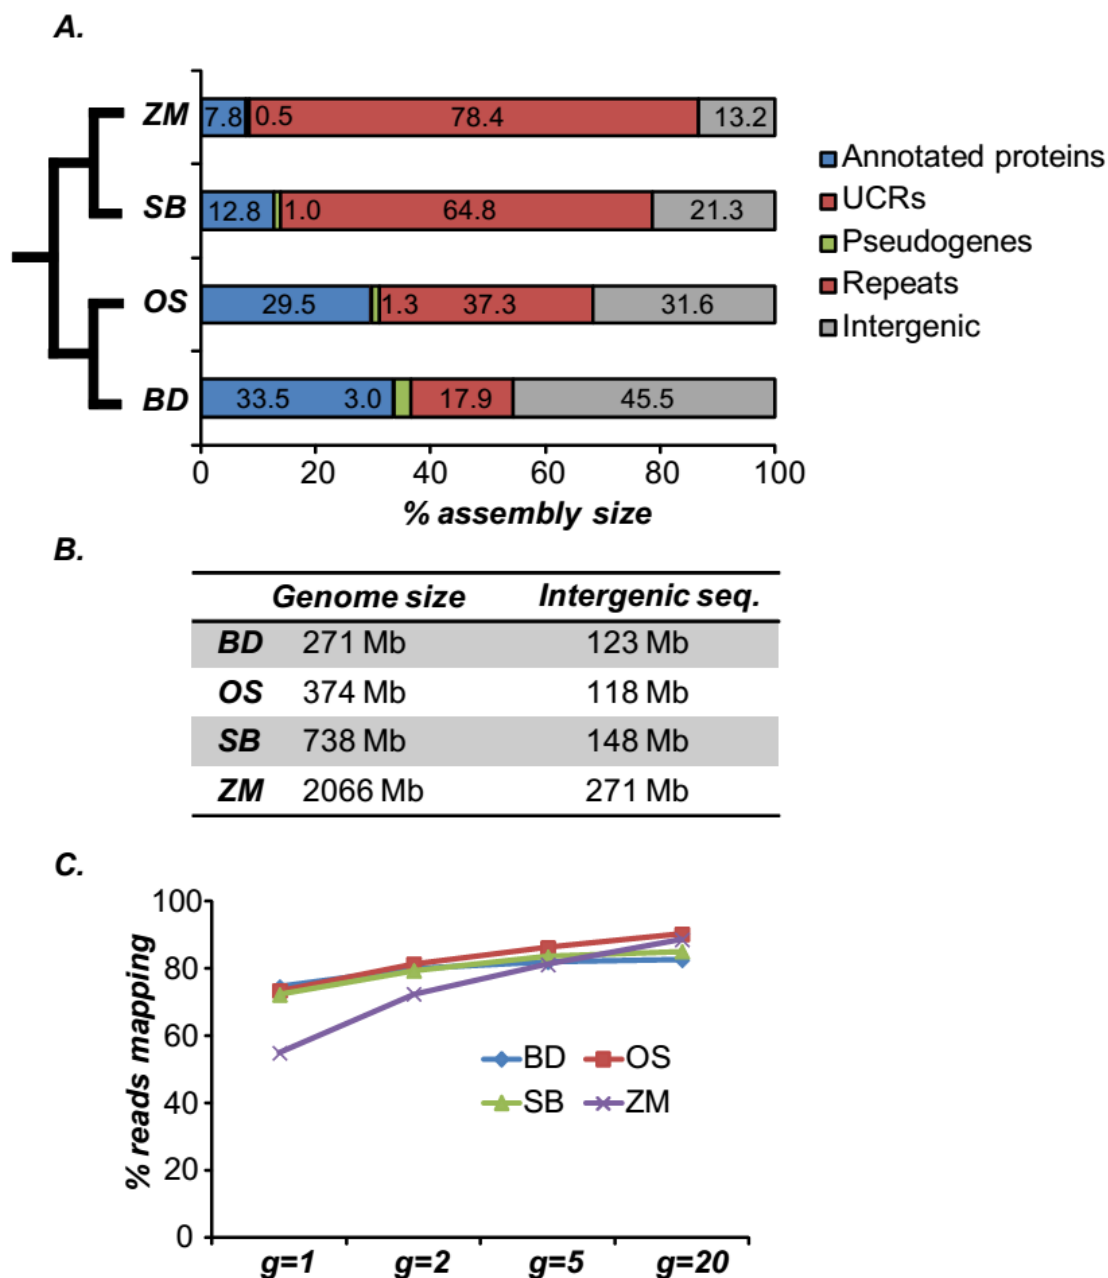 A.
ZM 7.8 0.5 78.4 13.2
SB 12.8 1.0 64.8 21.3
OS 29.5 1.3 37.3 31.6
BD 33.5 3.0 17.9 45.5
0 20 40 60 80 100
% assembly size
Annotated proteins
UCRs
Pseudogenes
Repeats
Intergenic
B.
Genome size Intergenic seq.
BD 271 Mb 123 Mb
OS 374 Mb 118 Mb
SB 738 Mb 148 Mb
ZM 2066 Mb 271 Mb
C.
% reads mapping
100
80
60
40
20
0
BD OS
SB ZM
g=1 g=2 g=5 g=20